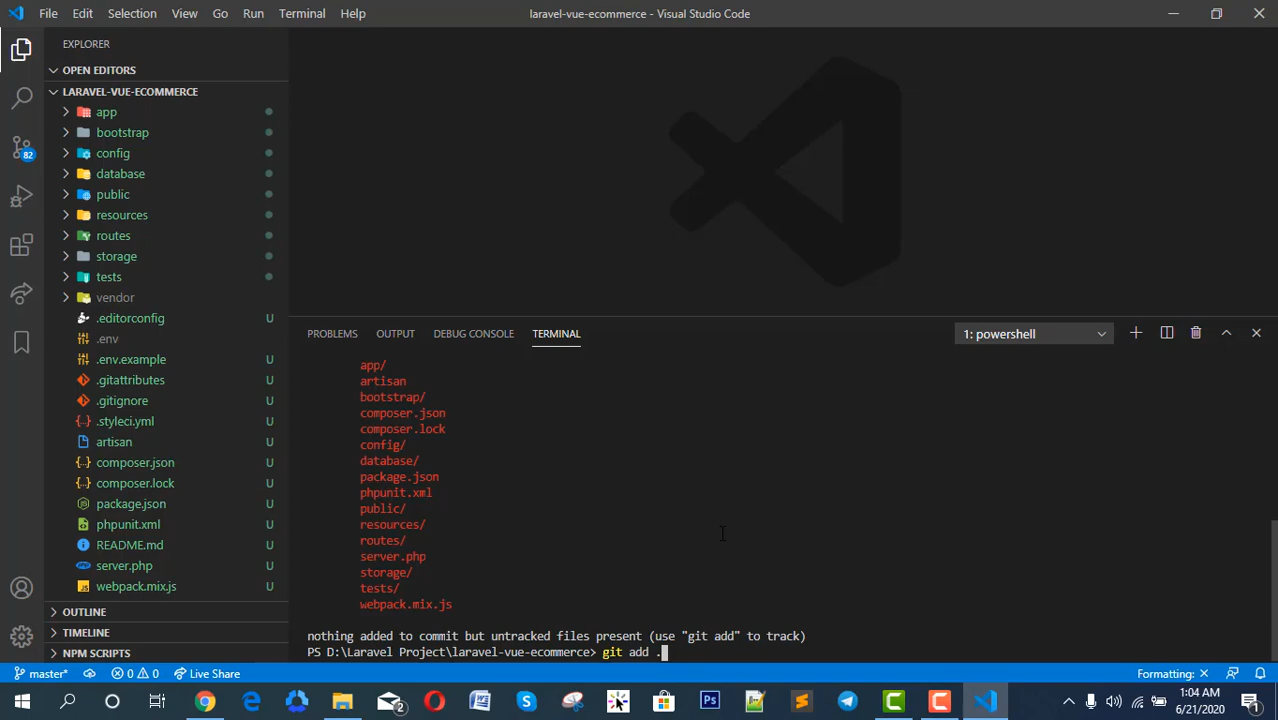 File Edit Selection View Go Run Terminal Help laravel-vue-ecommerce - Visual Studio Code
EXPLORER
OPEN EDITORS
LARAVEL-VUE-ECOMMERCE
app
bootstrap
config
database
public
resources
routes
storage
tests
vendor
.editorconfig U
.env
.env.example U
.gitattributes U
.gitignore U
.styleci.yml U
artisan U
composer.json U
composer.lock U
package.json U
phpunit.xml U
README.md U
server.php U
webpack.mix.js U
OUTLINE
TIMELINE
NPM SCRIPTS
82
PROBLEMS OUTPUT DEBUG CONSOLE TERMINAL 1: powershell
app/
artisan
bootstrap/
composer.json
composer.lock
config/
database/
package.json
phpunit.xml
public/
resources/
routes/
server.php
storage/
tests/
webpack.mix.js
nothing added to commit but untracked files present (use "git add" to track)
PS D:\Laravel Project\laravel-vue-ecommerce> git add .
master* 0 0 Live Share Formatting: ×
2 Ps 1:04 AM
6/21/2020 1